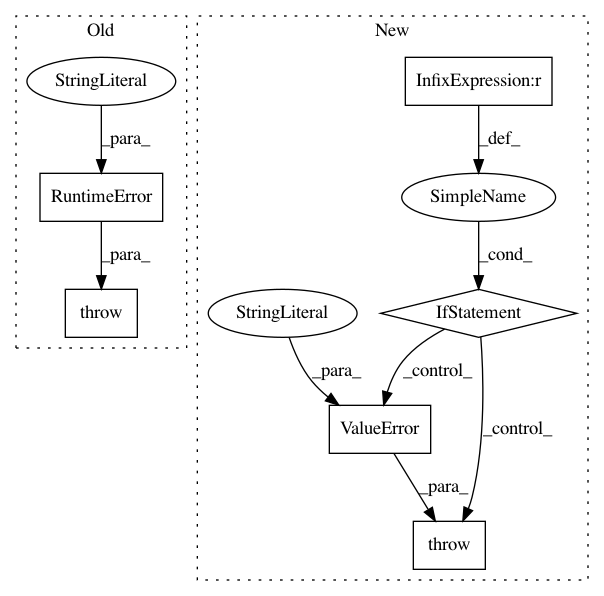 Old
New
StringLiteral
InfixExpression:r
_para_
_def_
RuntimeError
SimpleName
_para_
_cond_
throw
StringLiteral
IfStatement
_para_
_control_
ValueError
_control_
_para_
throw